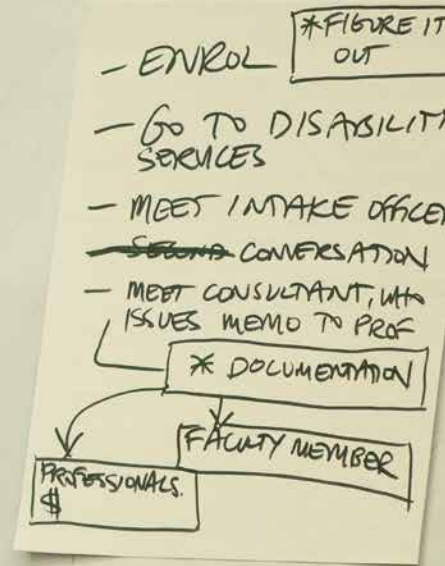 *FIGURE IT
OUT
- ENROL
- GO TO DISABILITY
SERVICES
- MEET INTAKE OFFICER
- SECOND CONVERSATION
- MEET CONSULTANT, WHO
ISSUES MEMO TO PROF
* DOCUMENTATION
FACULTY MEMBER
PROFESSIONALS.
$